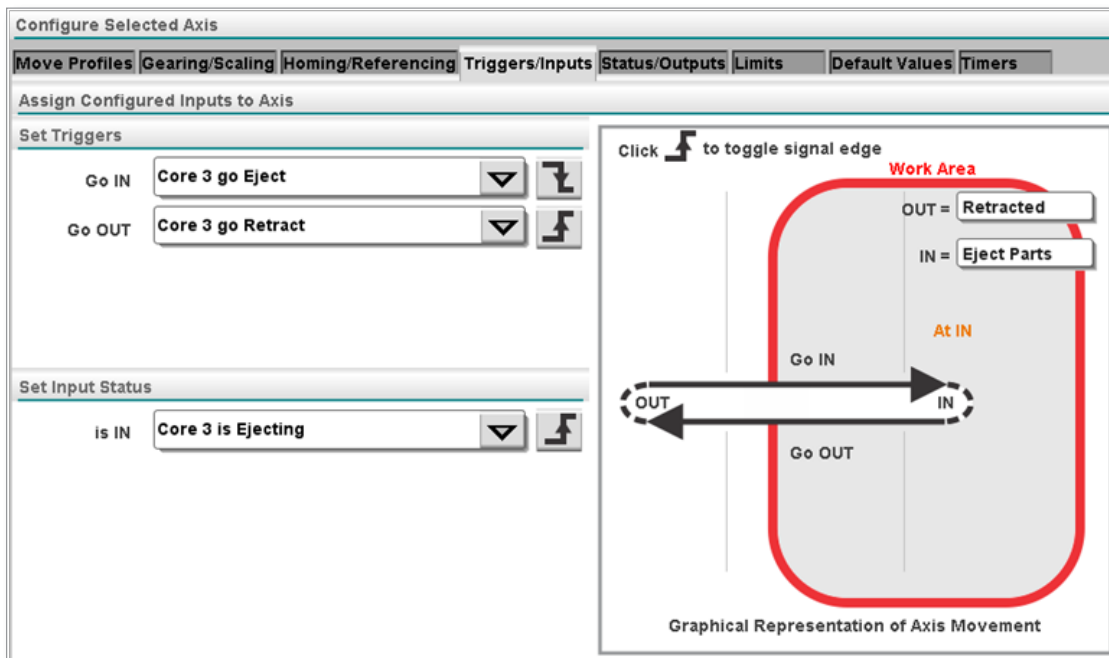 Configure Selected Axis
Move Profiles Gearing/Scaling Homing/Referencing Triggers/Inputs Status/Outputs Limits Default Values Timers
Assign Configured Inputs to Axis
Set Triggers
Go IN Core 3 go Eject
Go OUT Core 3 go Retract
Set Input Status
is IN Core 3 is Ejecting
Click to toggle signal edge
Work Area
OUT = Retracted
IN = Eject Parts
At IN
Go IN
OUT IN
Go OUT
Graphical Representation of Axis Movement